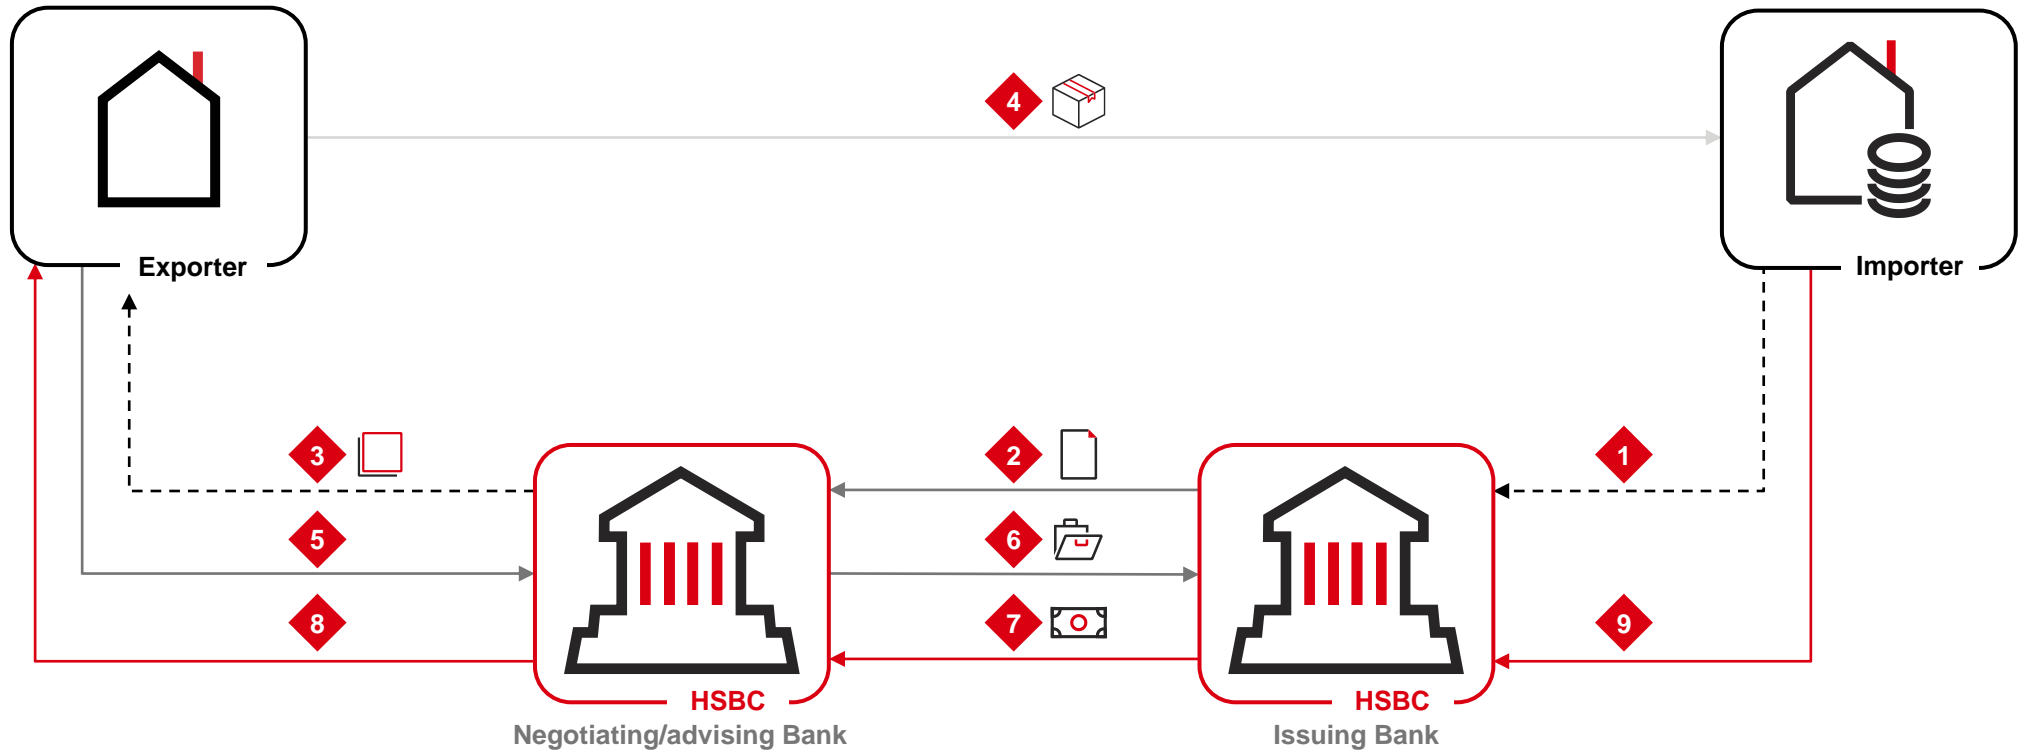 4
Exporter
Importer
3
2
1
5
6
8
7
9
HSBC
HSBC
Negotiating/advising Bank
Issuing Bank